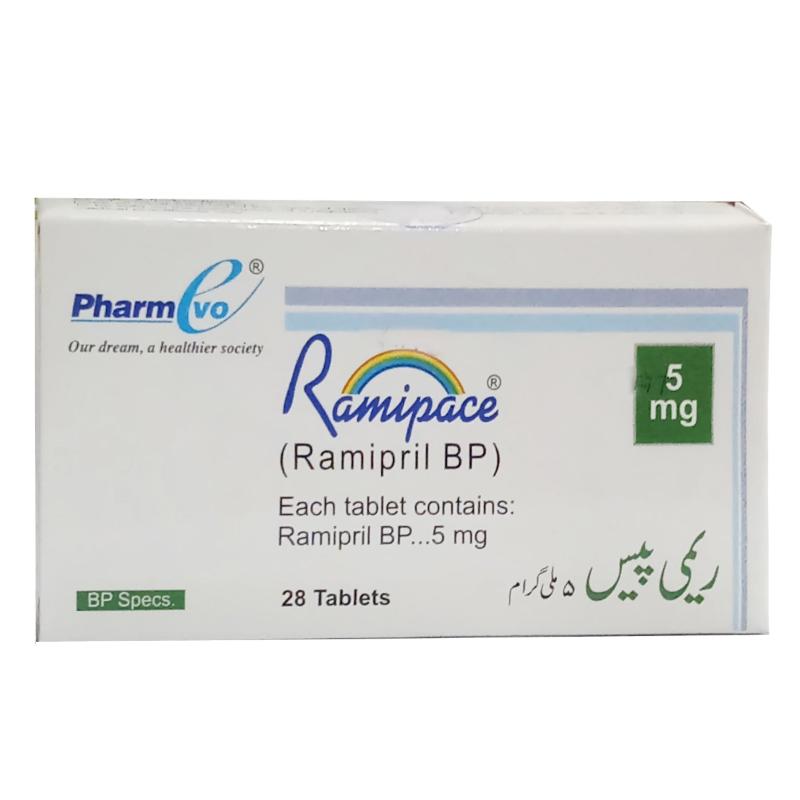 PharmEvo®
Our dream, a healthier society
Ramipace®
(Ramipril BP)
5
mg
Each tablet contains:
Ramipril BP...5 mg
ریمی پیس ۵ ملی گرام
BP Specs.
28 Tablets